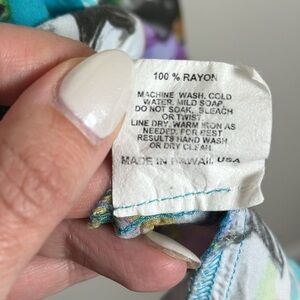 100 % RAYON
MACHINE WASH. COLD
WATER. MILD SOAP.
DO NOT SOAK, BLEACH
OR TWIST.
LINE DRY. WARM IRON AS
NEEDED. FOR BEST
RESULTS HAND WASH
OR DRY CLEAN.
MADE IN HAWAII, USA